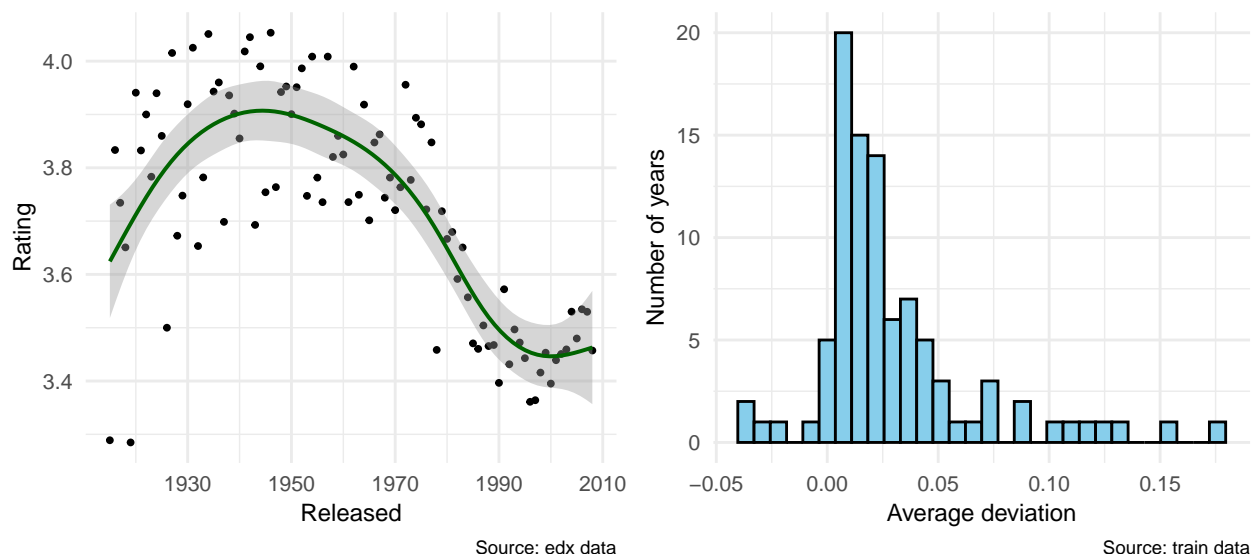 Rating
4.0
3.8
3.6
3.4
1930 1950 1970 1990 2010
Released
Source: edx data
Number of years
20
15
10
5
0
−0.05 0.00 0.05 0.10 0.15
Average deviation
Source: train data